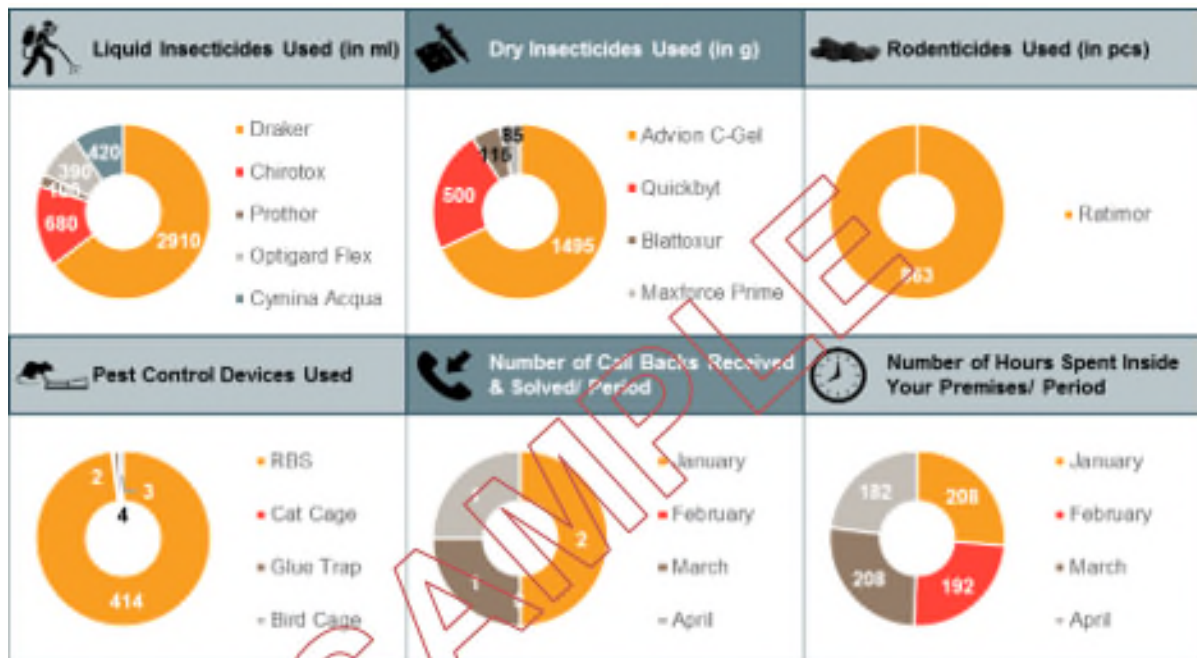 Liquid Insecticides Used (in ml)
Dry Insecticides Used (in g)
Rodenticides Used (in pcs)
420
390
680
2910
Draker
Chirotox
Prothor
Optigard Flex
Cymina Acqua
85
115
500
1495
Advion C-Gel
Quickbyt
Blattoxur
Maxforce Prime
Ratimor
Pest Control Devices Used
Number of Call Backs Received
& Solved/ Period
Number of Hours Spent Inside
Your Premises/ Period
2
3
4
414
RBS
Cat Cage
Glue Trap
Bird Cage
2
1
January
February
March
April
182
208
208
192
January
February
March
April
SAMPLE